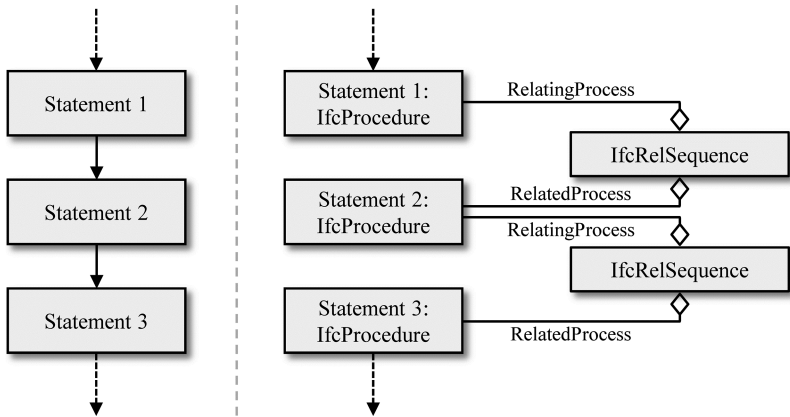 Statement 1
Statement 2
Statement 3
Statement 1:
IfcProcedure
RelatingProcess
IfcRelSequence
Statement 2:
IfcProcedure
RelatedProcess
RelatingProcess
IfcRelSequence
Statement 3:
IfcProcedure
RelatedProcess